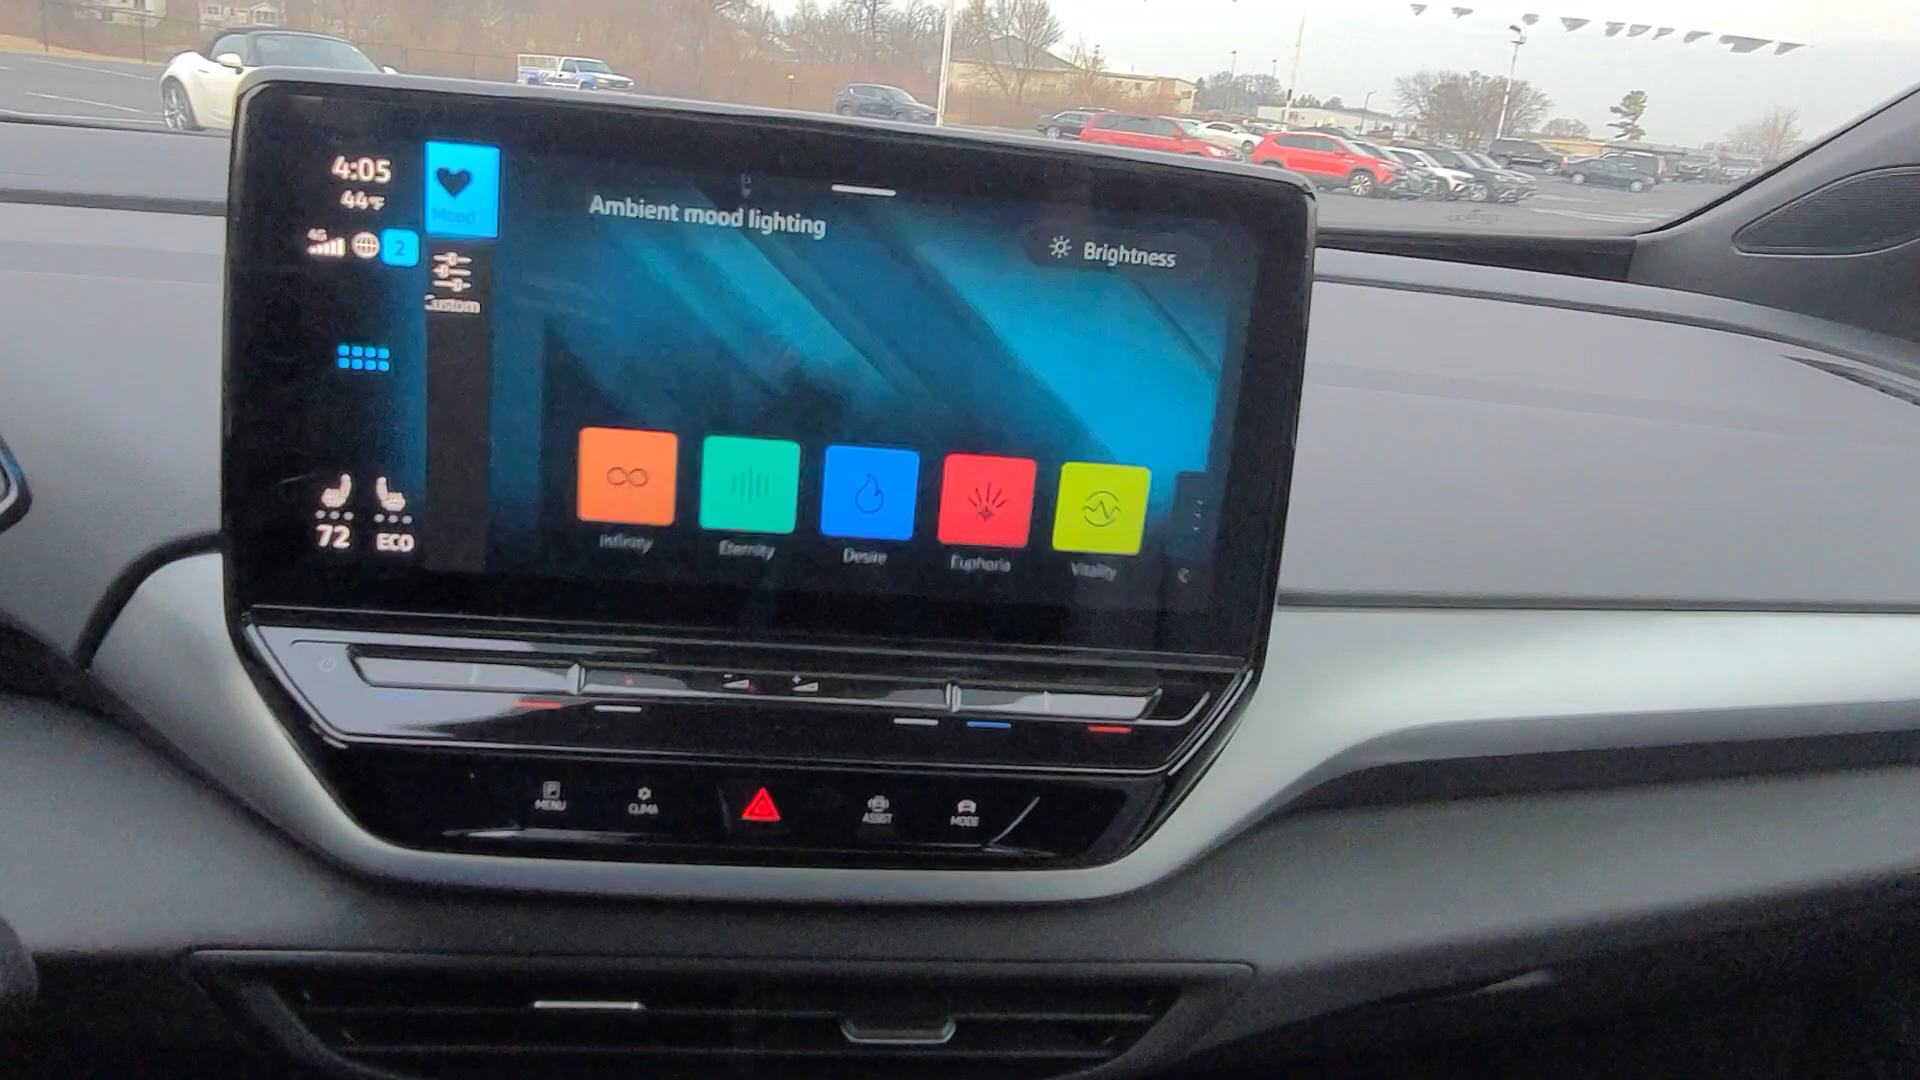 4:05
44°F
4G
2
Mood
Custom
Ambient mood lighting
Brightness
Infinity
Eternity
Desire
Euphoria
Vitality
72
ECO
P
MENU
CLIMA
ASSIST
MODE